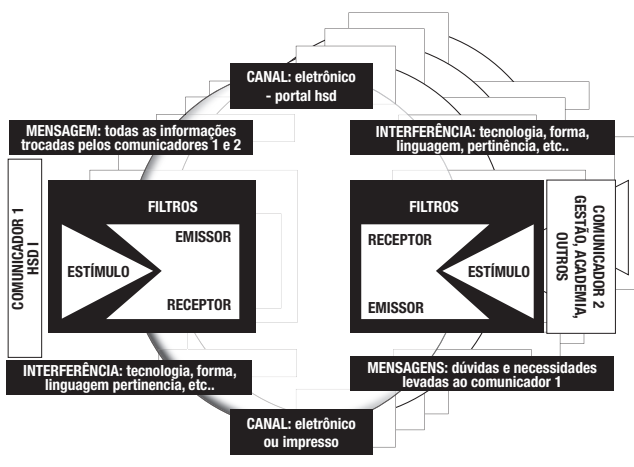 CANAL: eletrônico
- portal hsd
MENSAGEM: todas as informações
trocadas pelos comunicadores 1 e 2
INTERFERÊNCIA: tecnologia, forma,
linguagem, pertinência, etc..
COMUNICADOR 1
HSD I
FILTROS
EMISSOR
ESTÍMULO
RECEPTOR
FILTROS
RECEPTOR
ESTÍMULO
EMISSOR
COMUNICADOR 2
GESTÃO, ACADEMIA,
OUTROS
INTERFERÊNCIA: tecnologia, forma,
linguagem pertinencia, etc..
MENSAGENS: dúvidas e necessidades
levadas ao comunicador 1
CANAL: eletrônico
ou impresso